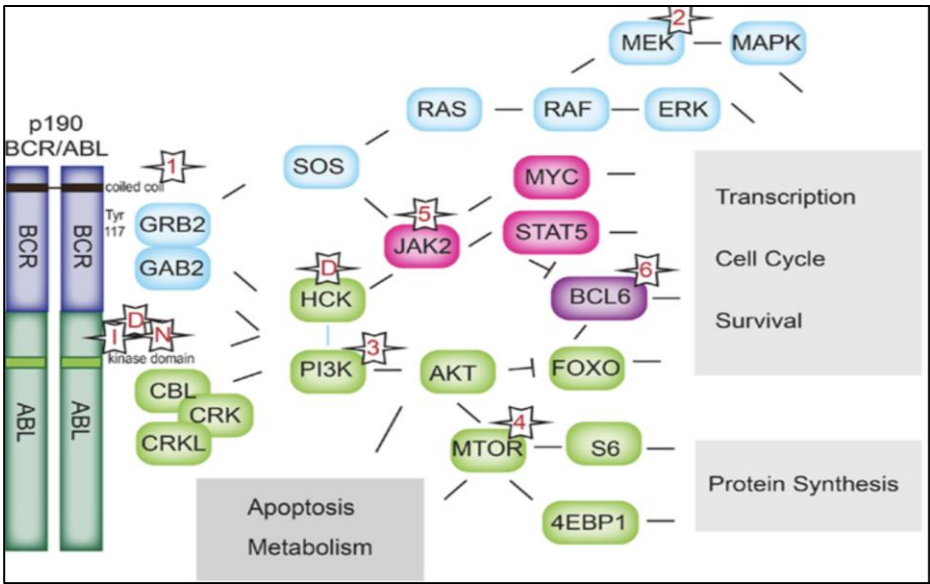 2
MEK
MAPK
RAS
RAF
ERK
p190
BCR/ABL
1
SOS
coiled coil
Tyr
117
GRB2
GAB2
MYC
5
JAK2
STAT5
6
BCL6
D
HCK
BCR
BCR
D
I
N
kinase domain
3
PI3K
AKT
FOXO
CBL
CRK
CRKL
ABL
ABL
4
MTOR
S6
4EBP1
Transcription
Cell Cycle
Survival
Protein Synthesis
Apoptosis
Metabolism